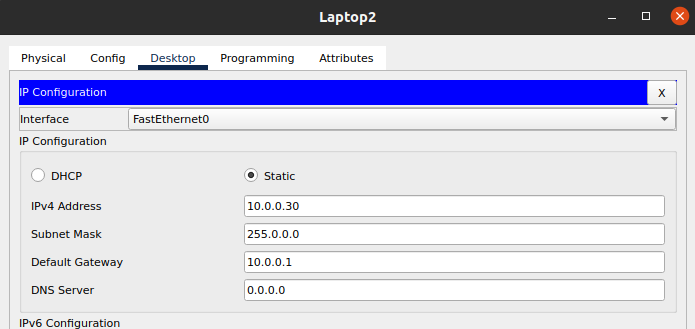 Laptop2
Physical Config Desktop Programming Attributes
IP Configuration X
Interface FastEthernet0
IP Configuration
DHCP Static
IPv4 Address 10.0.0.30
Subnet Mask 255.0.0.0
Default Gateway 10.0.0.1
DNS Server 0.0.0.0
IPv6 Configuration